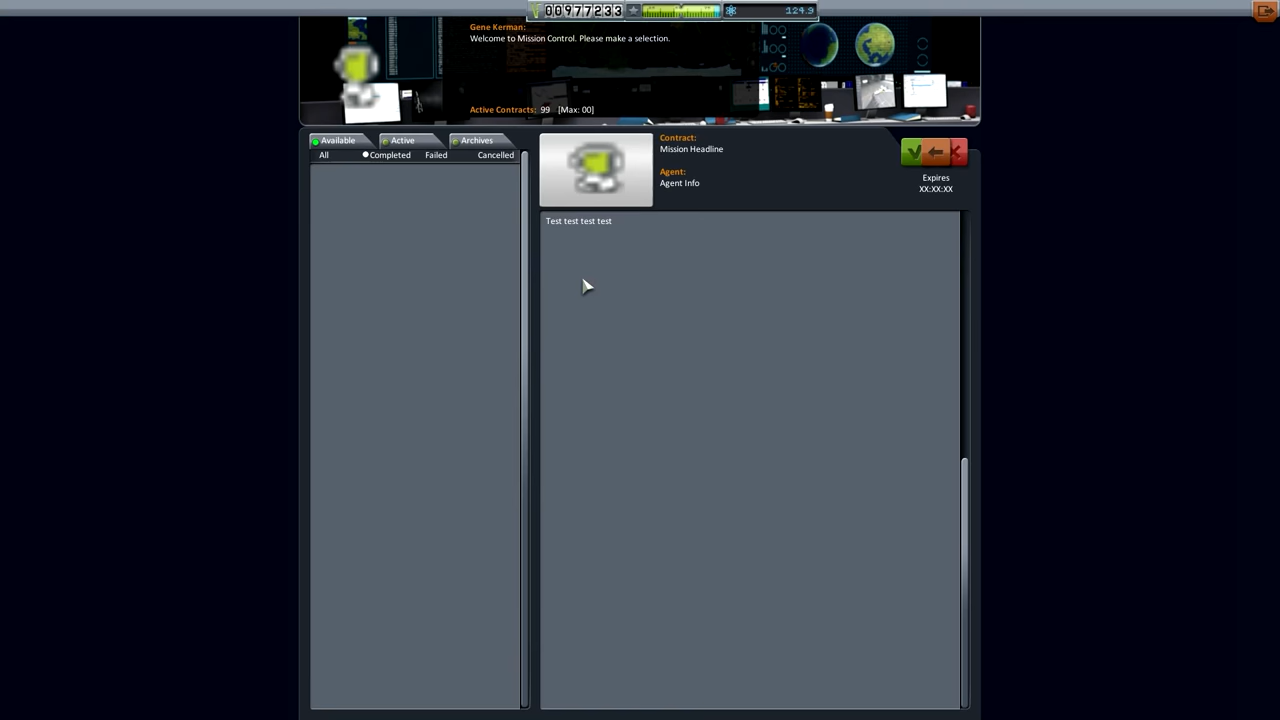 00977233
124.9
Gene Kerman:
Welcome to Mission Control. Please make a selection.
Active Contracts: 99 [Max: 00]
Available Active Archives
All Completed Failed Cancelled
Contract:
Mission Headline
Agent:
Agent Info
Expires
XX:XX:XX
Test test test test